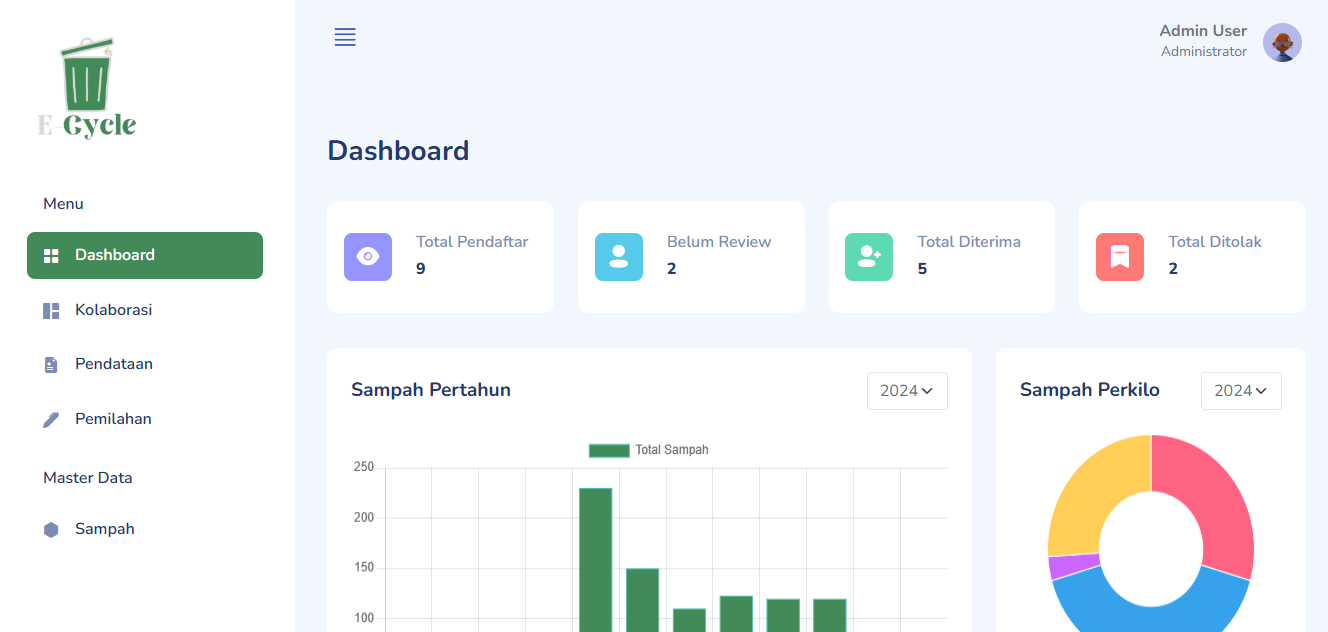 E-Cycle
Admin User
Administrator
Menu
Dashboard
Kolaborasi
Pendataan
Pemilahan
Master Data
Sampah
Dashboard
Total Pendaftar
9
Belum Review
2
Total Diterima
5
Total Ditolak
2
Sampah Pertahun
2024
Total Sampah
250
200
150
100
Sampah Perkilo
2024